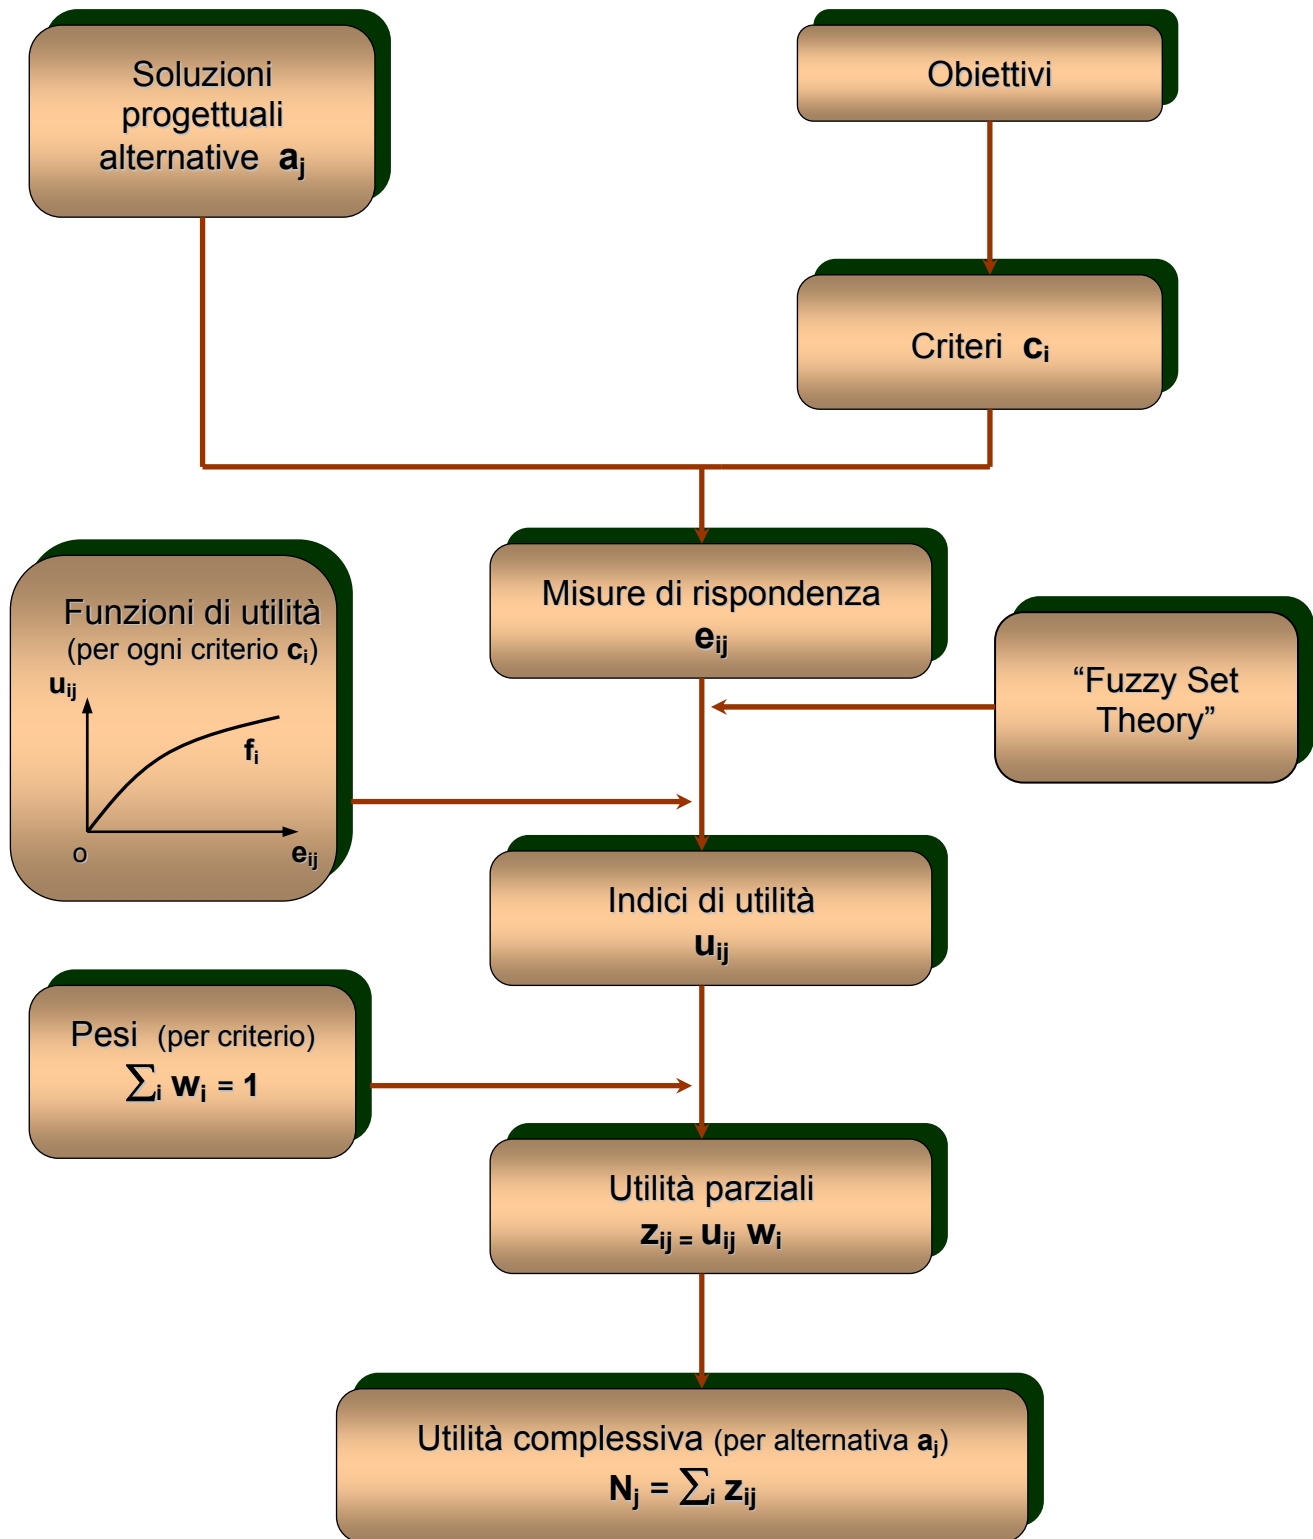 Soluzioni
progettuali
alternative aj
Obiettivi
Criteri ci
Misure di rispondenza
eij
Funzioni di utilità
(per ogni criterio ci)
uij
fi
o
eij
“Fuzzy Set
Theory”
Indici di utilità
uij
Pesi (per criterio)
∑i wi = 1
Utilità parziali
zij = uij wi
Utilità complessiva (per alternativa aj)
Nj = ∑i zij